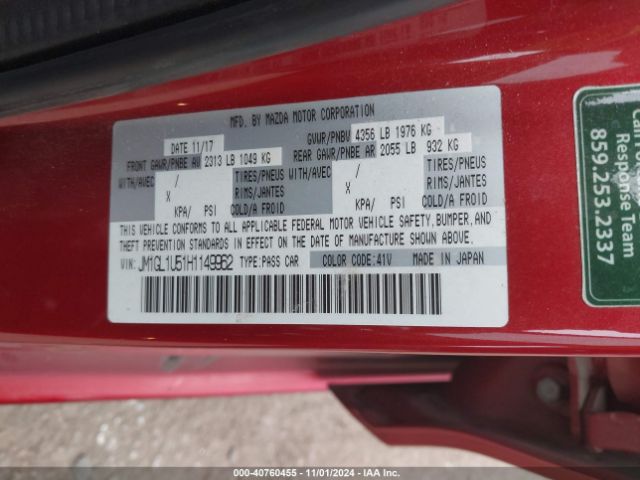 MFD. BY MAZDA MOTOR CORPORATION
DATE 11/17 GVWR/PNBV 4356 LB 1976 KG
FRONT GAWR/PNBE AV 2313 LB 1049 KG REAR GAWR/PNBE AR 2055 LB 932 KG
WITH/AVEC / TIRES/PNEUS WITH/AVEC / TIRES/PNEUS
X RIMS/JANTES X RIMS/JANTES
KPA/ PSI COLD/A FROID KPA/ PSI COLD/A FROID
THIS VEHICLE CONFORMS TO ALL APPLICABLE FEDERAL MOTOR VEHICLE SAFETY, BUMPER, AND
THEFT PREVENTION STANDARDS IN EFFECT ON THE DATE OF MANUFACTURE SHOWN ABOVE.
VIN: JM1GL1U51H1149962 TYPE:PASS CAR COLOR CODE:41V MADE IN JAPAN
Response Team
859.253.2337
000-40760455 - 11/01/2024 - IAA Inc.